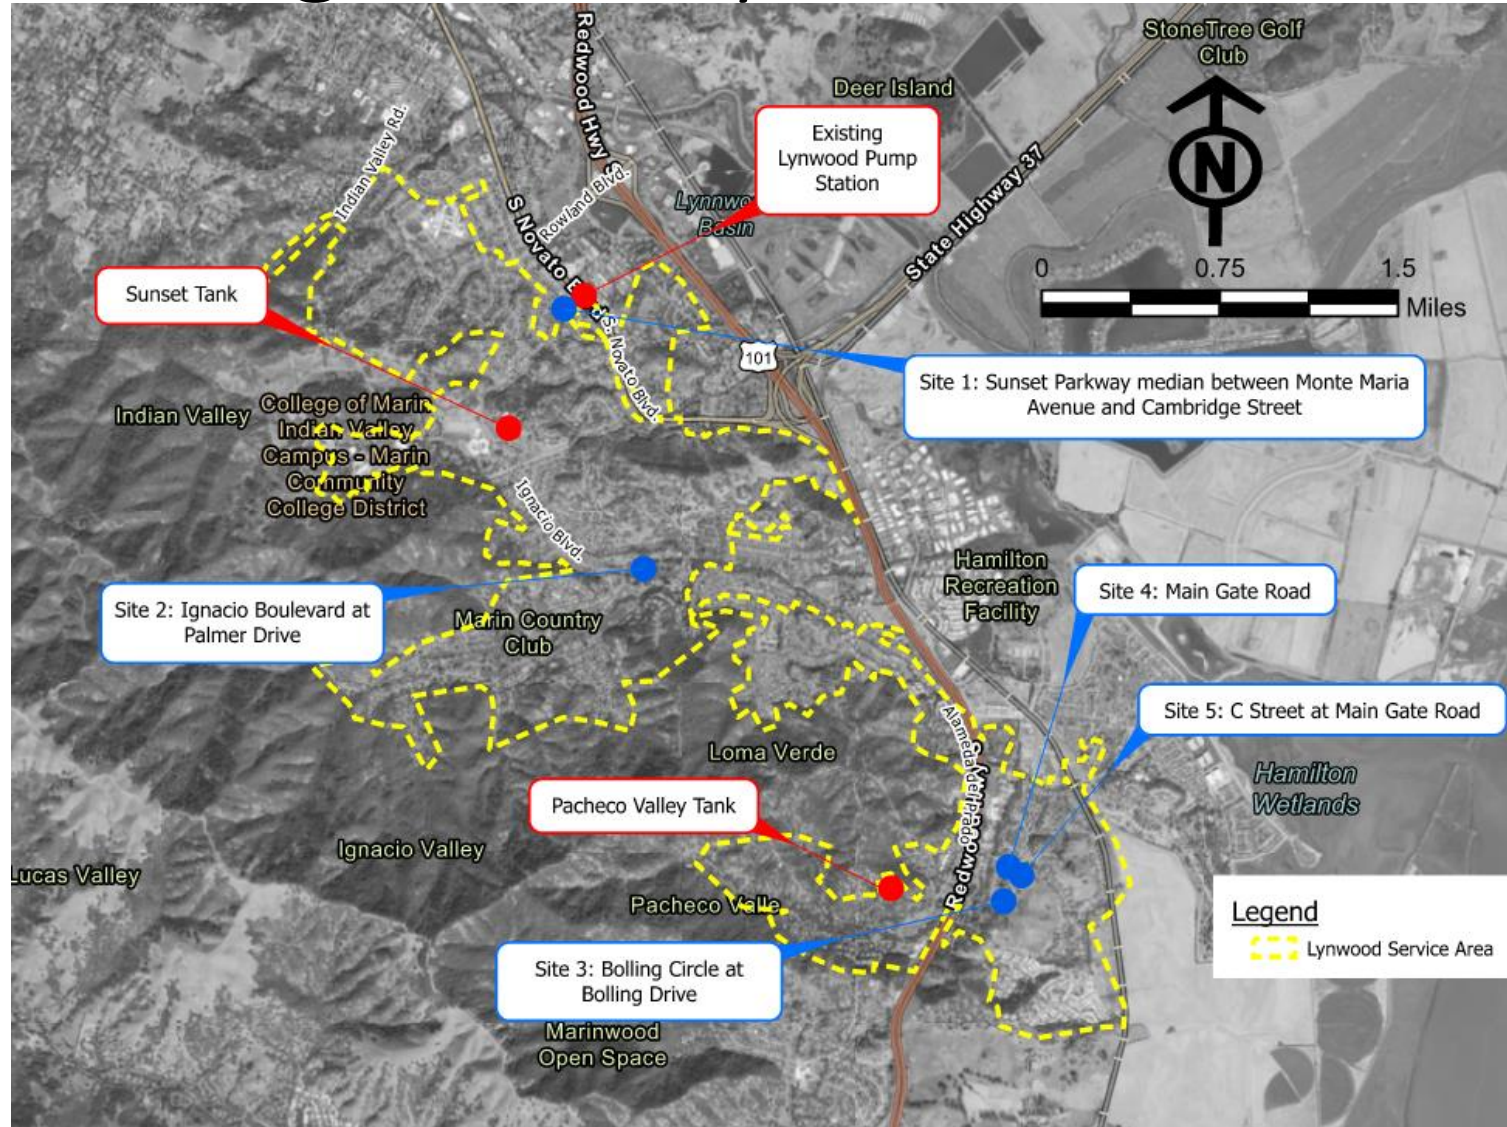 StoneTree Golf
Club
Redwood Hwy S
Deer Island
N
Indian Valley Rd.
Existing
Lynwood Pump
Station
Rowland Blvd.
Basin
S Novato
State Highway 37
0 0.75 1.5
Miles
Sunset Tank
S. Novato Blvd.
101
Site 1: Sunset Parkway median between Monte Maria
Avenue and Cambridge Street
Indian Valley
College of Marin
Indian Valley
Campus - Marin
Community
College District
Ignacio Blvd.
Hamilton
Recreation
Facility
Site 4: Main Gate Road
Site 2: Ignacio Boulevard at
Palmer Drive
Marin Country
Club
Site 5: C Street at Main Gate Road
Alameda del Prado
Loma Verde
Hamilton
Wetlands
Pacheco Valley Tank
Ignacio Valley
Lucas Valley
Redwood Hwy S
Pacheco Valle
Legend
Lynwood Service Area
Site 3: Bolling Circle at
Bolling Drive
Marinwood
Open Space